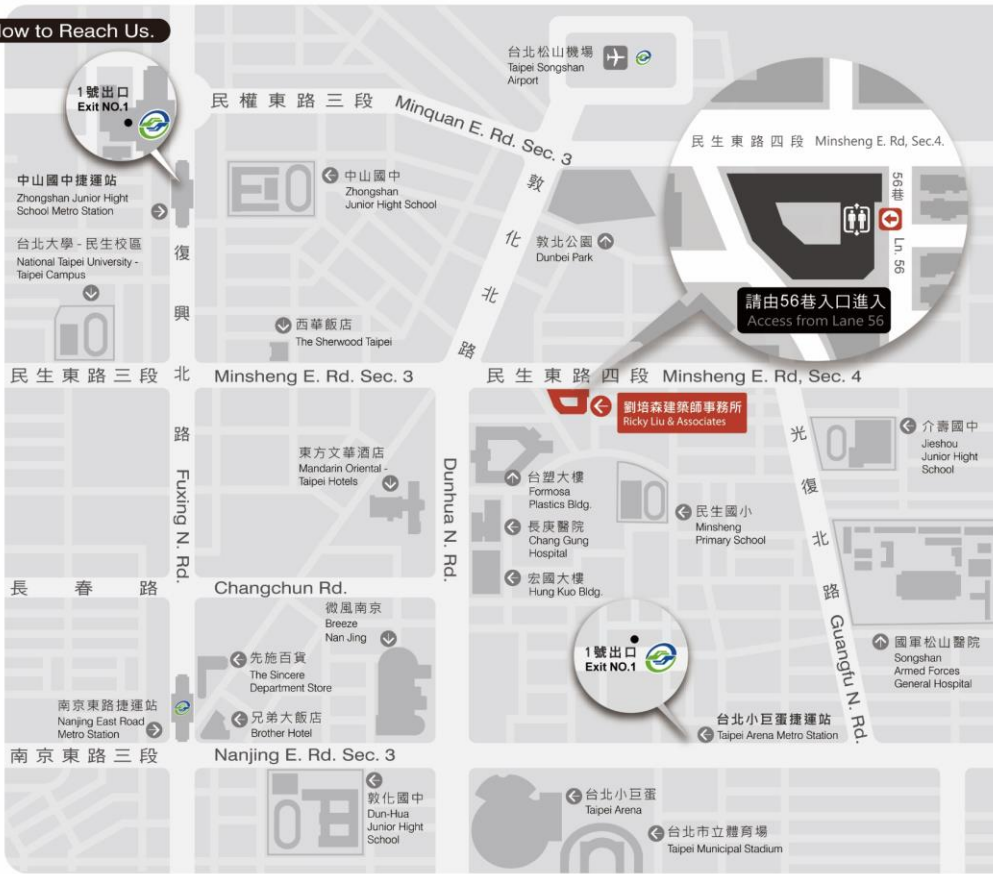 How to Reach Us.
1號出口
Exit NO.1
台北松山機場
Taipei Songshan
Airport
民權東路三段 Minquan E. Rd. Sec. 3
民生東路四段 Minsheng E. Rd, Sec.4.
56巷 Ln. 56
請由56巷入口進入
Access from Lane 56
中山國中捷運站
Zhongshan Junior Hight
School Metro Station
中山國中
Zhongshan
Junior Hight School
敦化北路 Dunhua N. Rd.
敦北公園
Dunbei Park
台北大學-民生校區
National Taipei University -
Taipei Campus
復興北路 Fuxing N. Rd.
西華飯店
The Sherwood Taipei
民生東路三段 Minsheng E. Rd. Sec. 3
民生東路四段 Minsheng E. Rd, Sec. 4
劉培森建築師事務所
Ricky Liu & Associates
光復北路 Guangfu N. Rd.
介壽國中
Jieshou
Junior Hight
School
東方文華酒店
Mandarin Oriental -
Taipei Hotels
台塑大樓
Formosa
Plastics Bldg.
長庚醫院
Chang Gung
Hospital
宏國大樓
Hung Kuo Bldg.
民生國小
Minsheng
Primary School
長春路 Changchun Rd.
微風南京
Breeze
Nan Jing
先施百貨
The Sincere
Department Store
兄弟大飯店
Brother Hotel
南京東路捷運站
Nanjing East Road
Metro Station
1號出口
Exit NO.1
台北小巨蛋捷運站
Taipei Arena Metro Station
國軍松山醫院
Songshan
Armed Forces
General Hospital
南京東路三段 Nanjing E. Rd. Sec. 3
敦化國中
Dun-Hua
Junior Hight
School
台北小巨蛋
Taipei Arena
台北市立體育場
Taipei Municipal Stadium